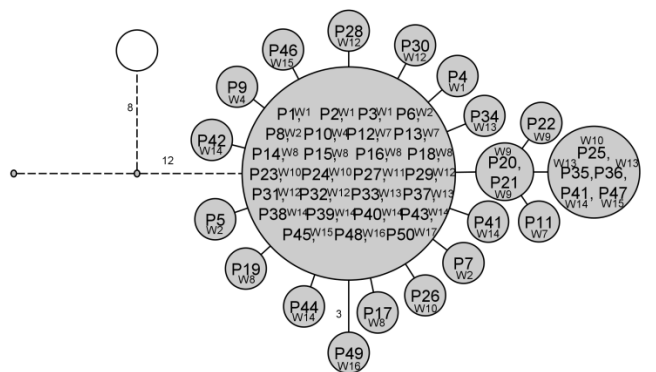 P28
W12
P46
W15
P30
W12
P9
W4
P4
W1
8
P42
W14
P34
W13
P1,W1 P2,W1 P3,W1 P6,W2
P8,W2 P10,W4 P12,W7 P13,W7
P14,W8 P15,W8 P16,W8 P18,W8
P23,W10 P24,W10 P27,W11 P29,W12
P31,W12 P32,W12 P33,W13 P37,W13
P38,W14 P39,W14 P40,W14 P43,W14
P45,W15 P48,W16 P50,W17
P22
W9
W9
P20,
P21
W9
W10
P25,
W13 W13
P35, P36,
P41, P47
W14 W15
12
P11
W7
P5
W2
P41
W14
P19
W8
P7
W2
P44
W14
3
P17
W8
P26
W10
P49
W16